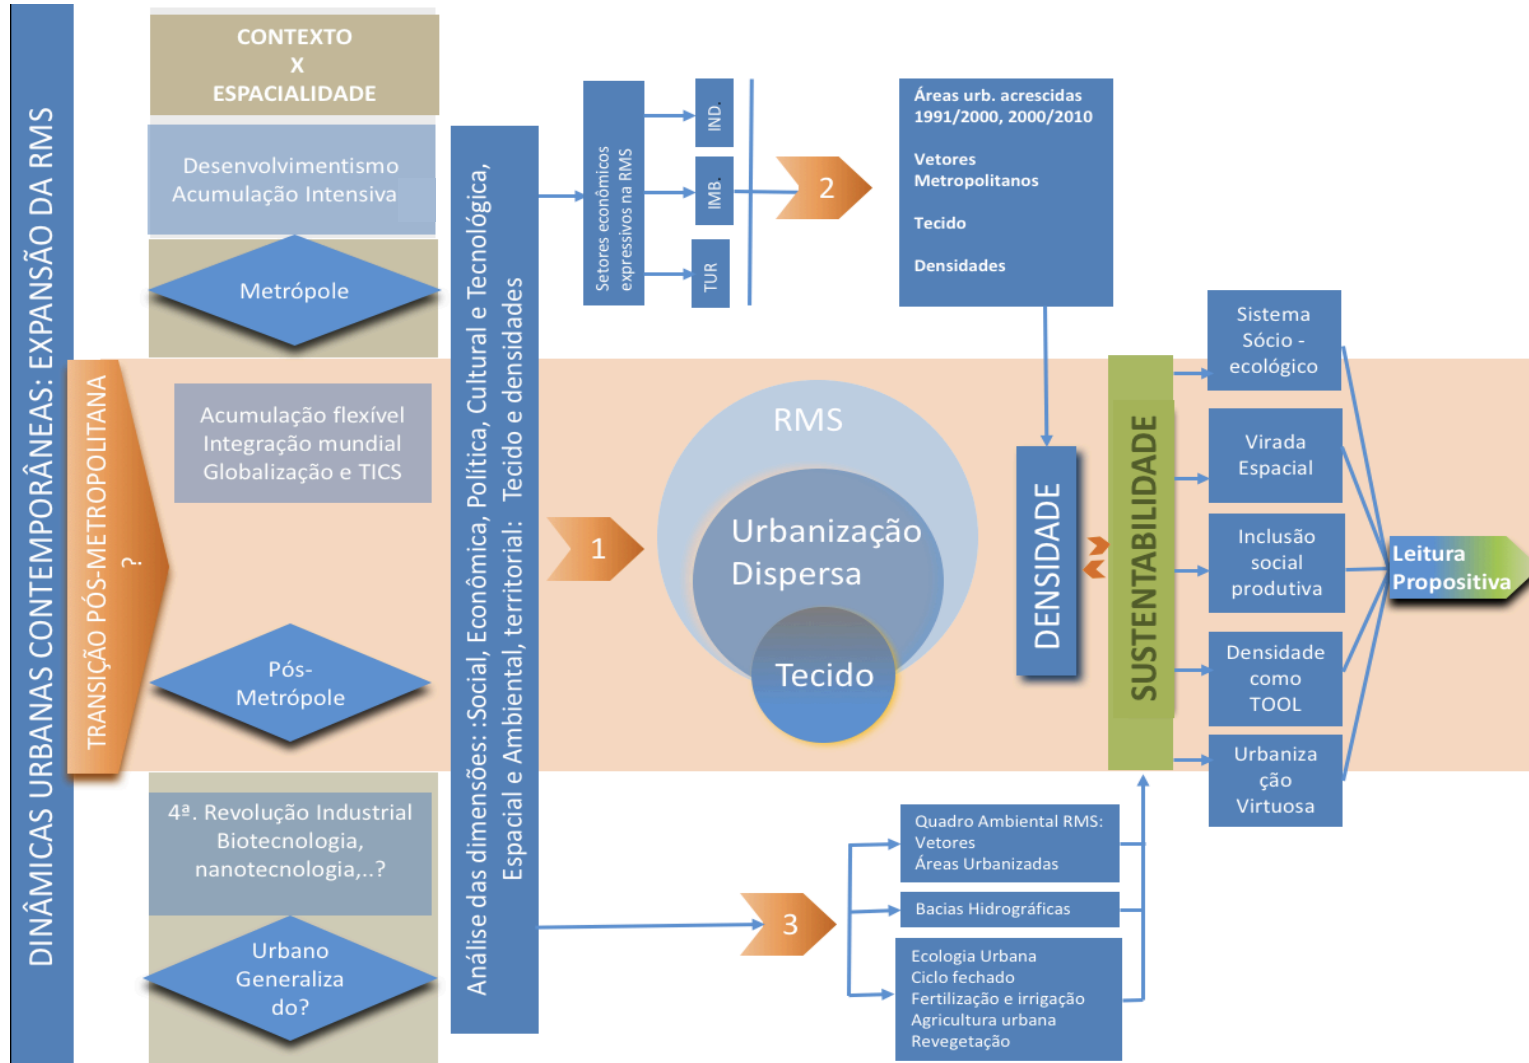 DINÂMICAS URBANAS CONTEMPORÂNEAS: EXPANSÃO DA RMS
TRANSIÇÃO PÓS-METROPOLITANA
?
CONTEXTO
X
ESPACIALIDADE
Desenvolvimentismo
Acumulação Intensiva
Metrópole
Acumulação flexível
Integração mundial
Globalização e TICS
Pós-
Metrópole
4ª. Revolução Industrial
Biotecnologia,
nanotecnologia,..?
Urbano
Generaliza
do?
Análise das dimensões: :Social, Econômica, Política, Cultural e Tecnológica,
Espacial e Ambiental, territorial: Tecido e densidades
Setores econômicos
expressivos na RMS
IND.
IMB.
TUR
2
Áreas urb. acrescidas
1991/2000, 2000/2010
Vetores
Metropolitanos
Tecido
Densidades
1
RMS
Urbanização
Dispersa
Tecido
DENSIDADE
SUSTENTABILIDADE
3
Quadro Ambiental RMS:
Vetores
Áreas Urbanizadas
Bacias Hidrográficas
Ecologia Urbana
Ciclo fechado
Fertilização e irrigação
Agricultura urbana
Revegetação
Sistema
Sócio -
ecológico
Virada
Espacial
Inclusão
social
produtiva
Densidade
como
TOOL
Urbaniza
ção
Virtuosa
Leitura
Propositiva